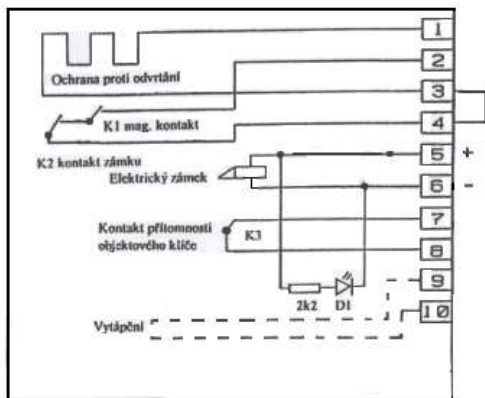 1
Ochrana proti odvrtání
2
3
K1 mag. kontakt
4
K2 kontakt zámku
5 +
Elektrický zámek
6 -
Kontakt přítomnosti
objektového klíče
K3
7
8
9
2k2 D1
10
Vytápění